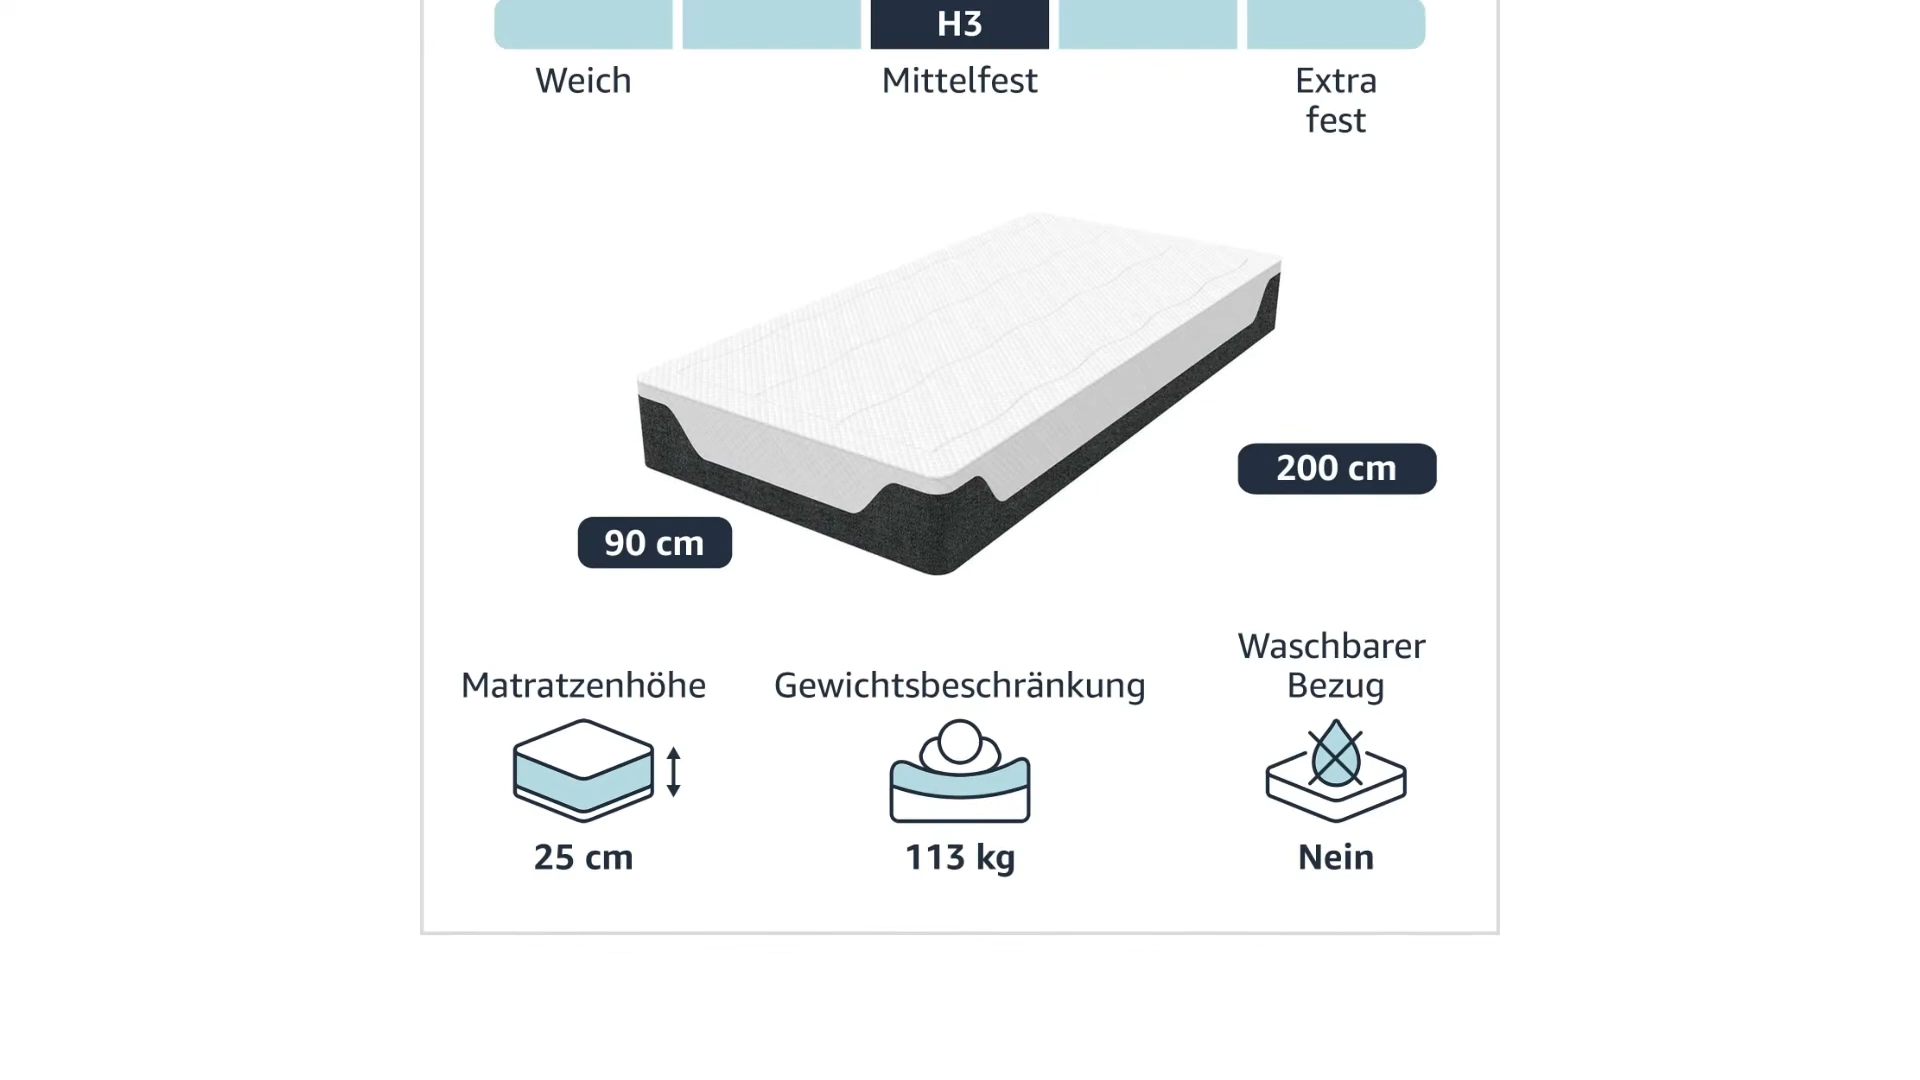 H3
Weich
Mittelfest
Extra
fest
200 cm
90 cm
Matratzenhöhe
Gewichtsbeschränkung
Waschbarer
Bezug
25 cm
113 kg
Nein